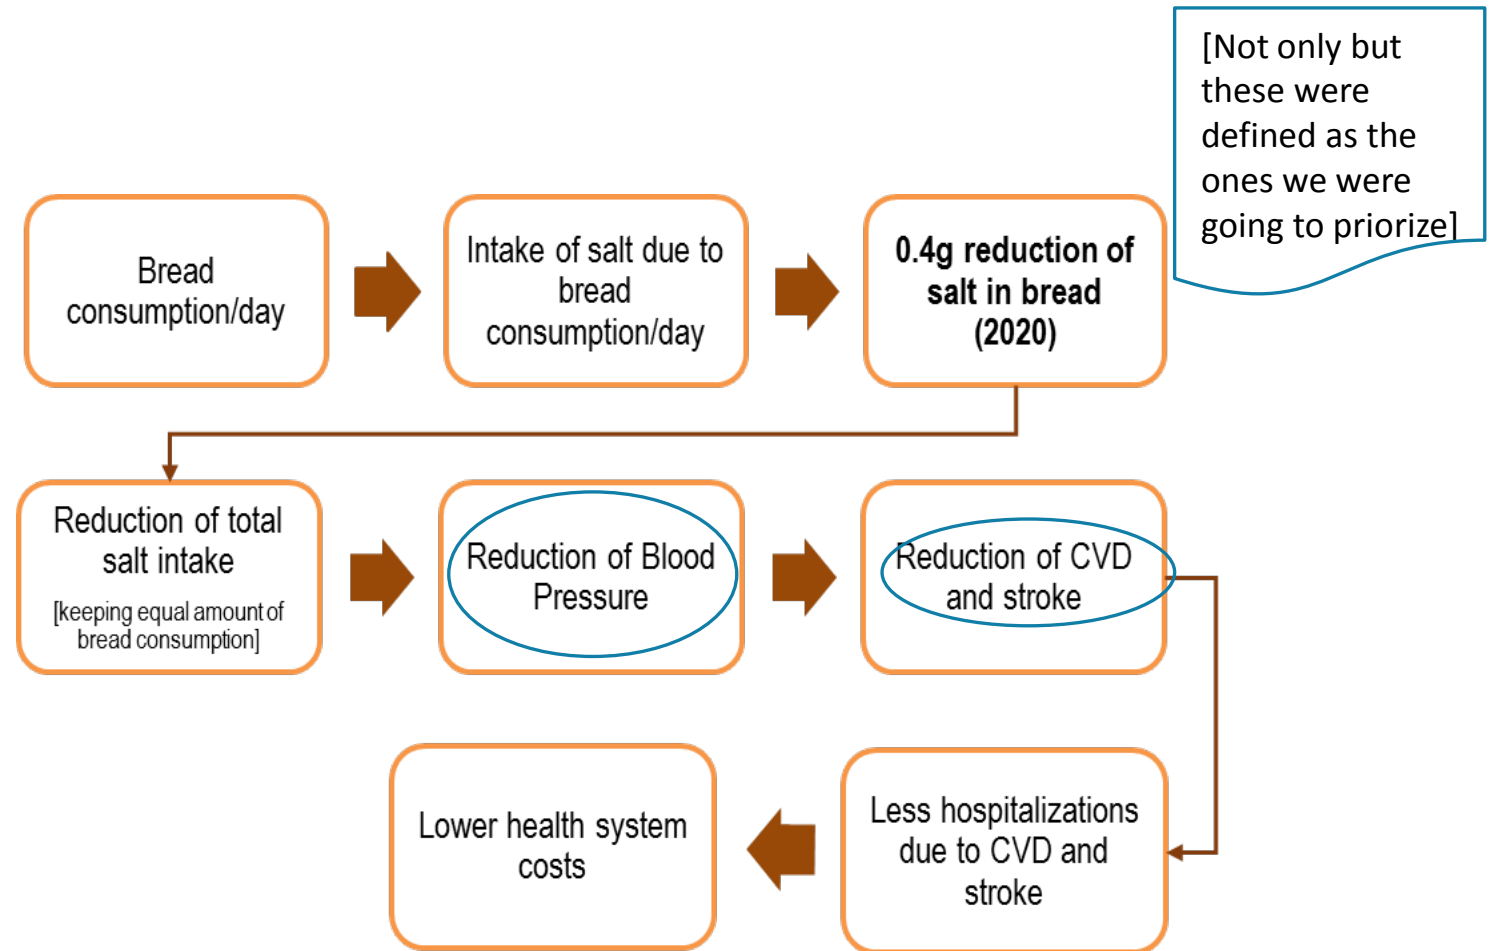 [Not only but
these were
defined as the
ones we were
going to priorize]
Bread
consumption/day
Intake of salt due to
bread
consumption/day
0.4g reduction of
salt in bread
(2020)
Reduction of total
salt intake
[keeping equal amount of
bread consumption]
Reduction of Blood
Pressure
Reduction of CVD
and stroke
Lower health system
costs
Less hospitalizations
due to CVD and
stroke